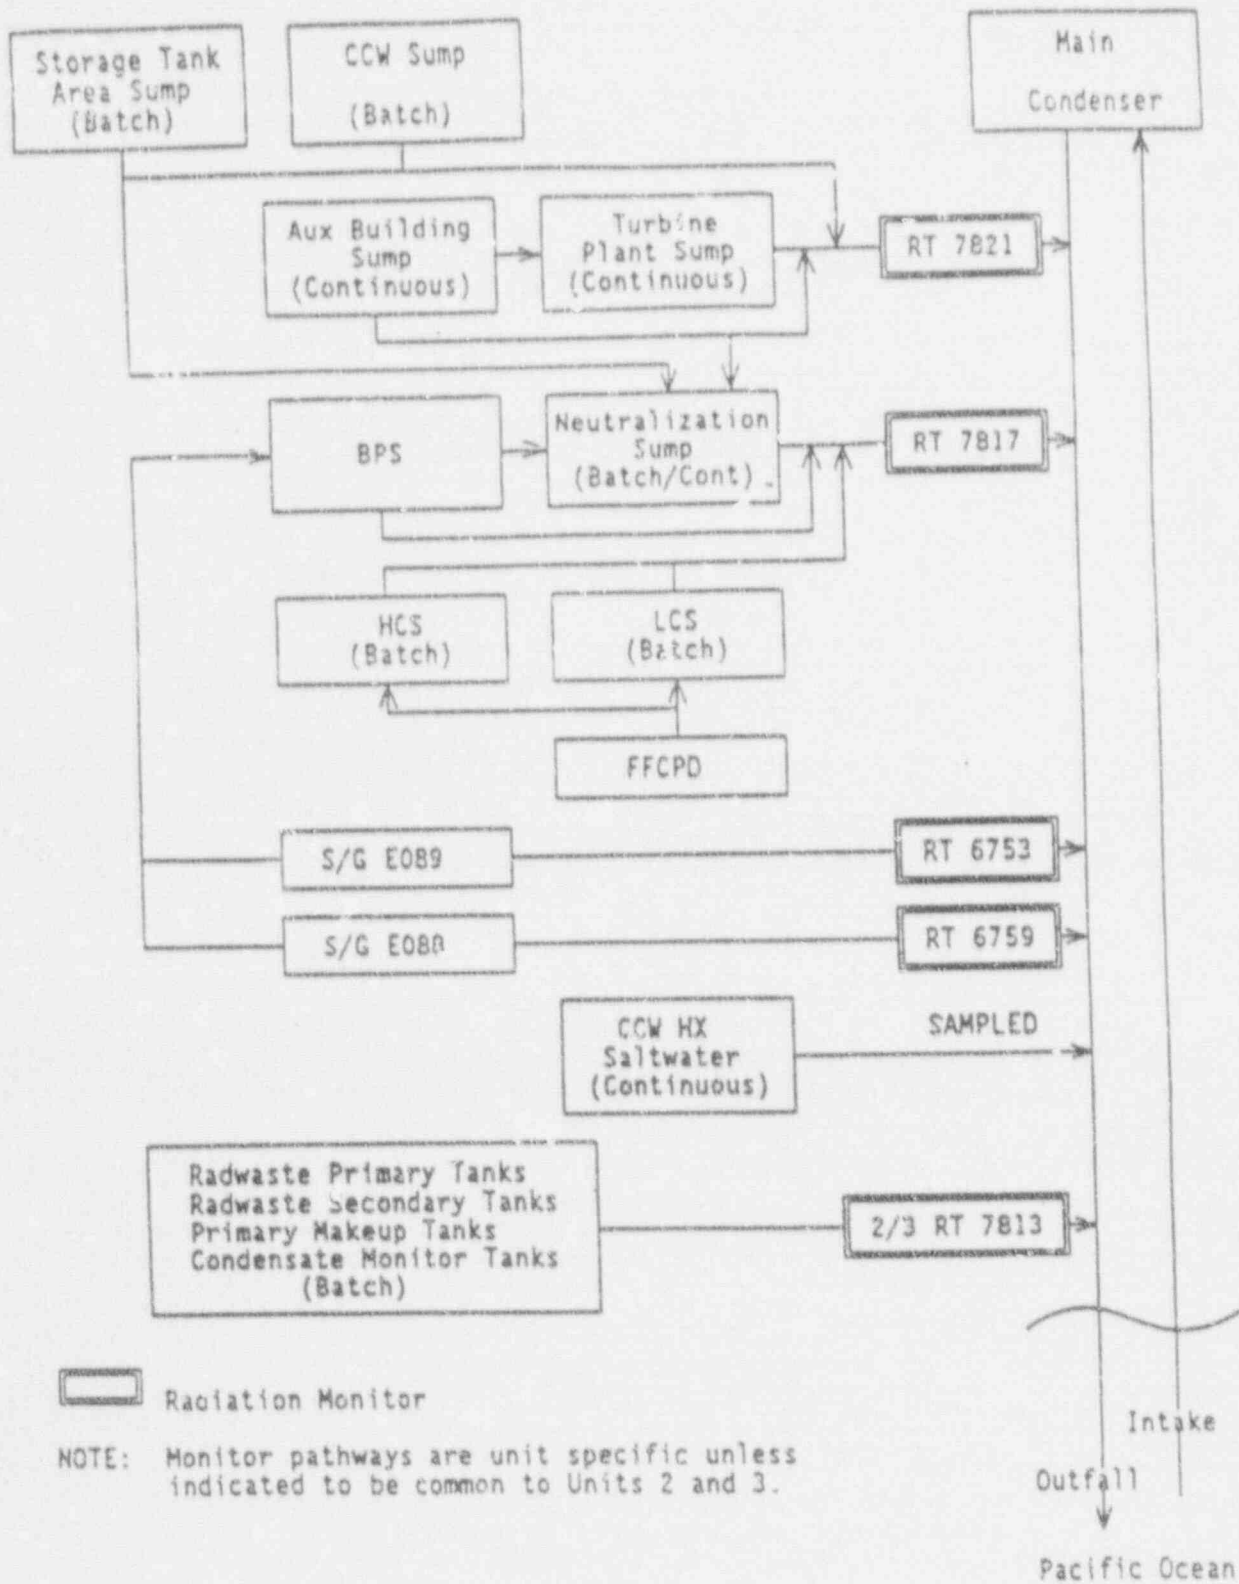 Storage Tank
Area Sump
(Batch)
CCW Sump
(Batch)
Main
Condenser
Aux Building
Sump
(Continuous)
Turbine
Plant Sump
(Continuous)
RT 7821
BPS
Neutralization
Sump
(Batch/Cont)
RT 7817
HCS
(Batch)
LCS
(Batch)
FFCPD
S/G E089
RT 6753
S/G E088
RT 6759
CCW HX
Saltwater
(Continuous)
SAMPLED
Radwaste Primary Tanks
Radwaste Secondary Tanks
Primary Makeup Tanks
Condensate Monitor Tanks
(Batch)
2/3 RT 7813
Radiation Monitor
NOTE: Monitor pathways are unit specific unless
indicated to be common to Units 2 and 3.
Intake
Outfall
Pacific Ocean